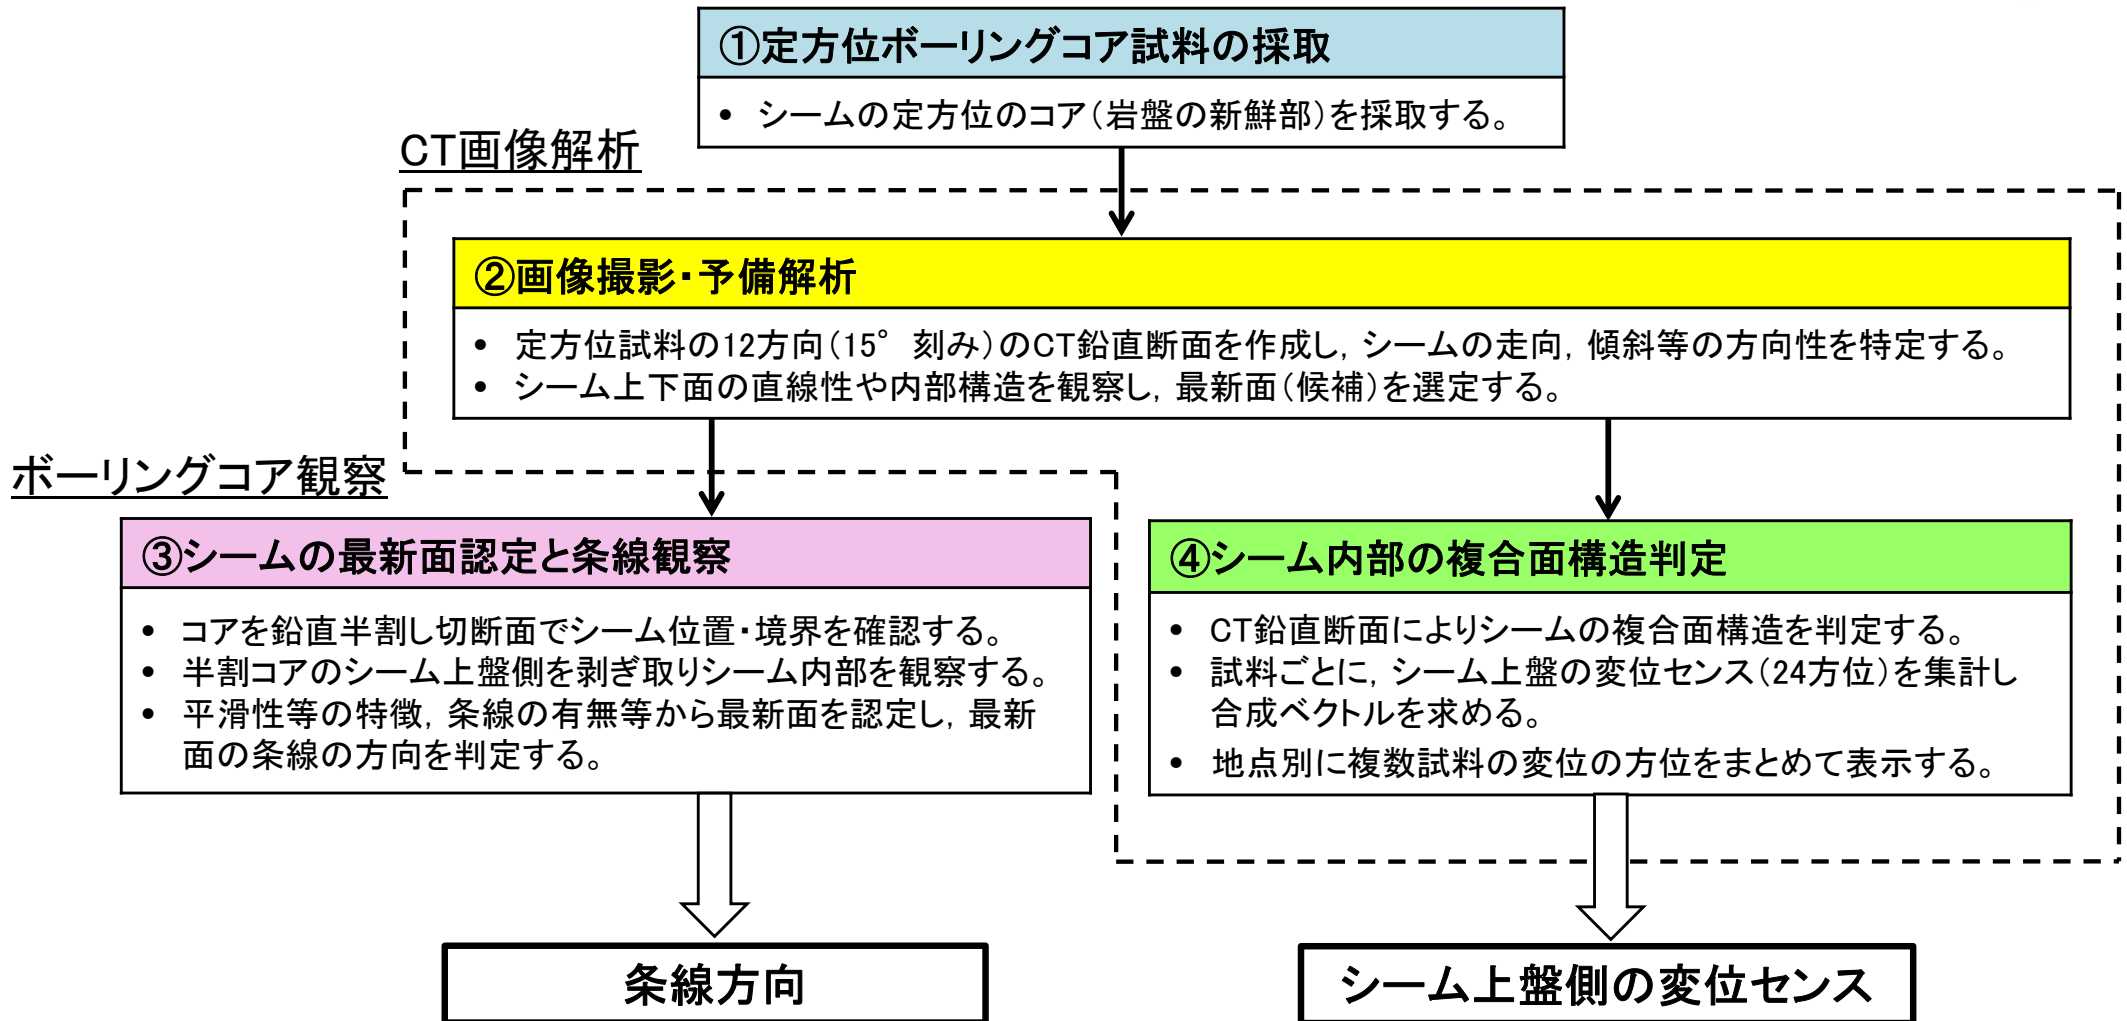 ①定方位ボーリングコア試料の採取
• シームの定方位のコア（岩盤の新鮮部）を採取する。
CT画像解析
②画像撮影・予備解析
• 定方位試料の12方向（15°刻み）のCT鉛直断面を作成し，シームの走向，傾斜等の方向性を特定する。
• シーム上下面の直線性や内部構造を観察し，最新面（候補）を選定する。
ボーリングコア観察
③シームの最新面認定と条線観察
• コアを鉛直半割し切断面でシーム位置・境界を確認する。
• 半割コアのシーム上盤側を剥ぎ取りシーム内部を観察する。
• 平滑性等の特徴，条線の有無等から最新面を認定し，最新
面の条線の方向を判定する。
④シーム内部の複合面構造判定
• CT鉛直断面によりシームの複合面構造を判定する。
• 試料ごとに，シーム上盤の変位センス（24方位）を集計し
合成ベクトルを求める。
• 地点別に複数試料の変位の方位をまとめて表示する。
条線方向
シーム上盤側の変位センス